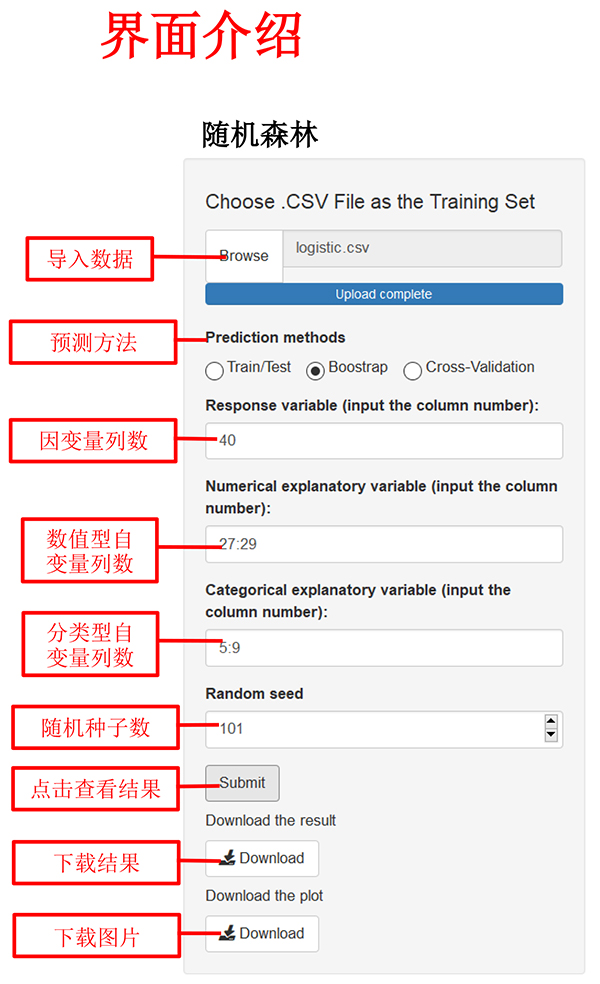 界面介绍
随机森林
Choose .CSV File as the Training Set
导入数据
Browse
logistic.csv
Upload complete
预测方法
Prediction methods
Train/Test
Boostrap
Cross-Validation
Response variable (input the column number):
因变量列数
40
Numerical explanatory variable (input the column
number):
数值型自
变量列数
27:29
Categorical explanatory variable (input the
column number):
分类型自
变量列数
5:9
Random seed
随机种子数
101
点击查看结果
Submit
Download the result
下载结果
Download
Download the plot
下载图片
Download